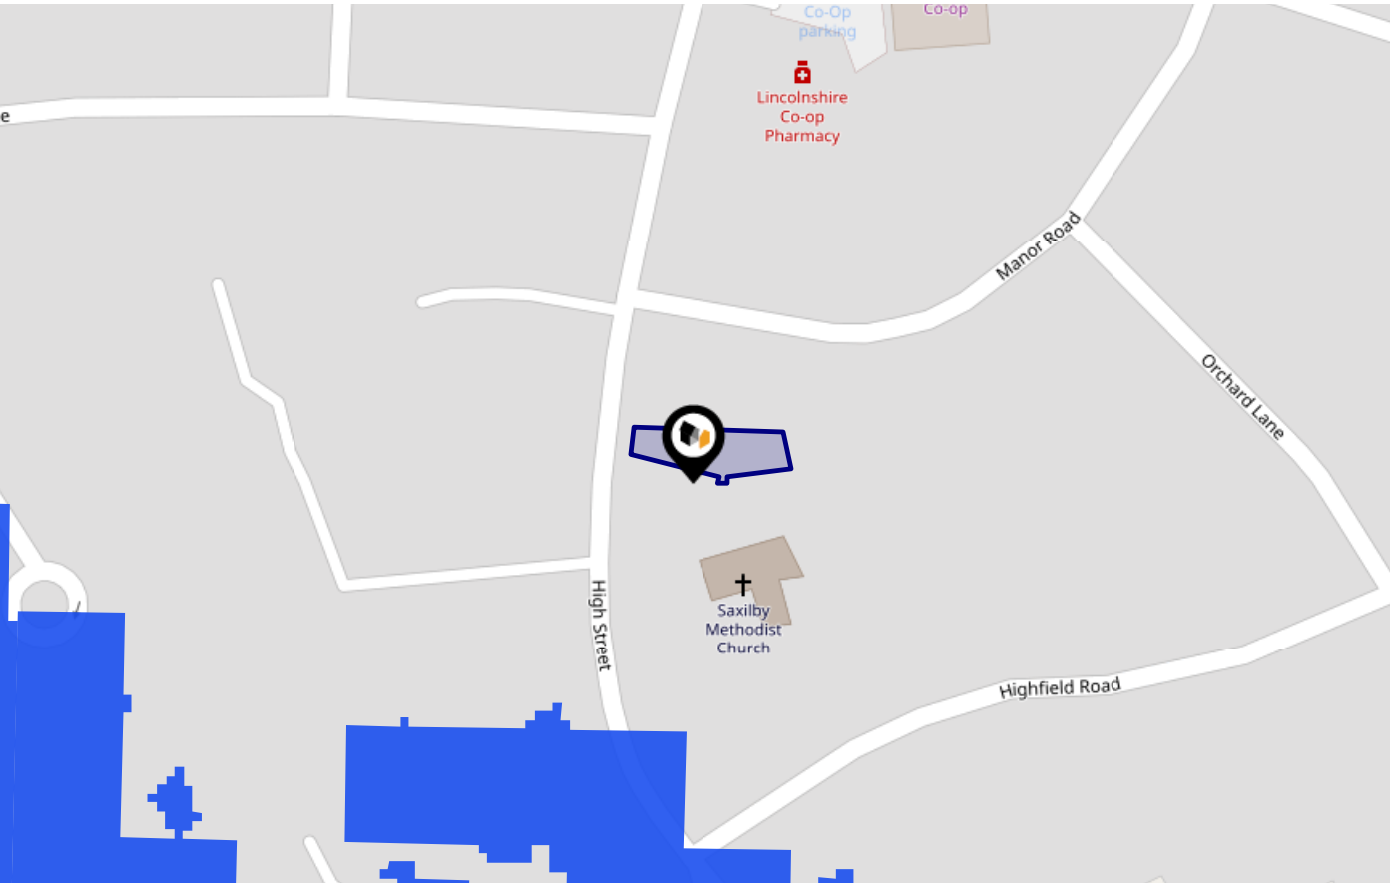 Co-Op
parking
Co-op
e
Lincolnshire
Co-op
Pharmacy
Manor Road
Orchard Lane
High Street
Saxilby
Methodist
Church
Highfield Road